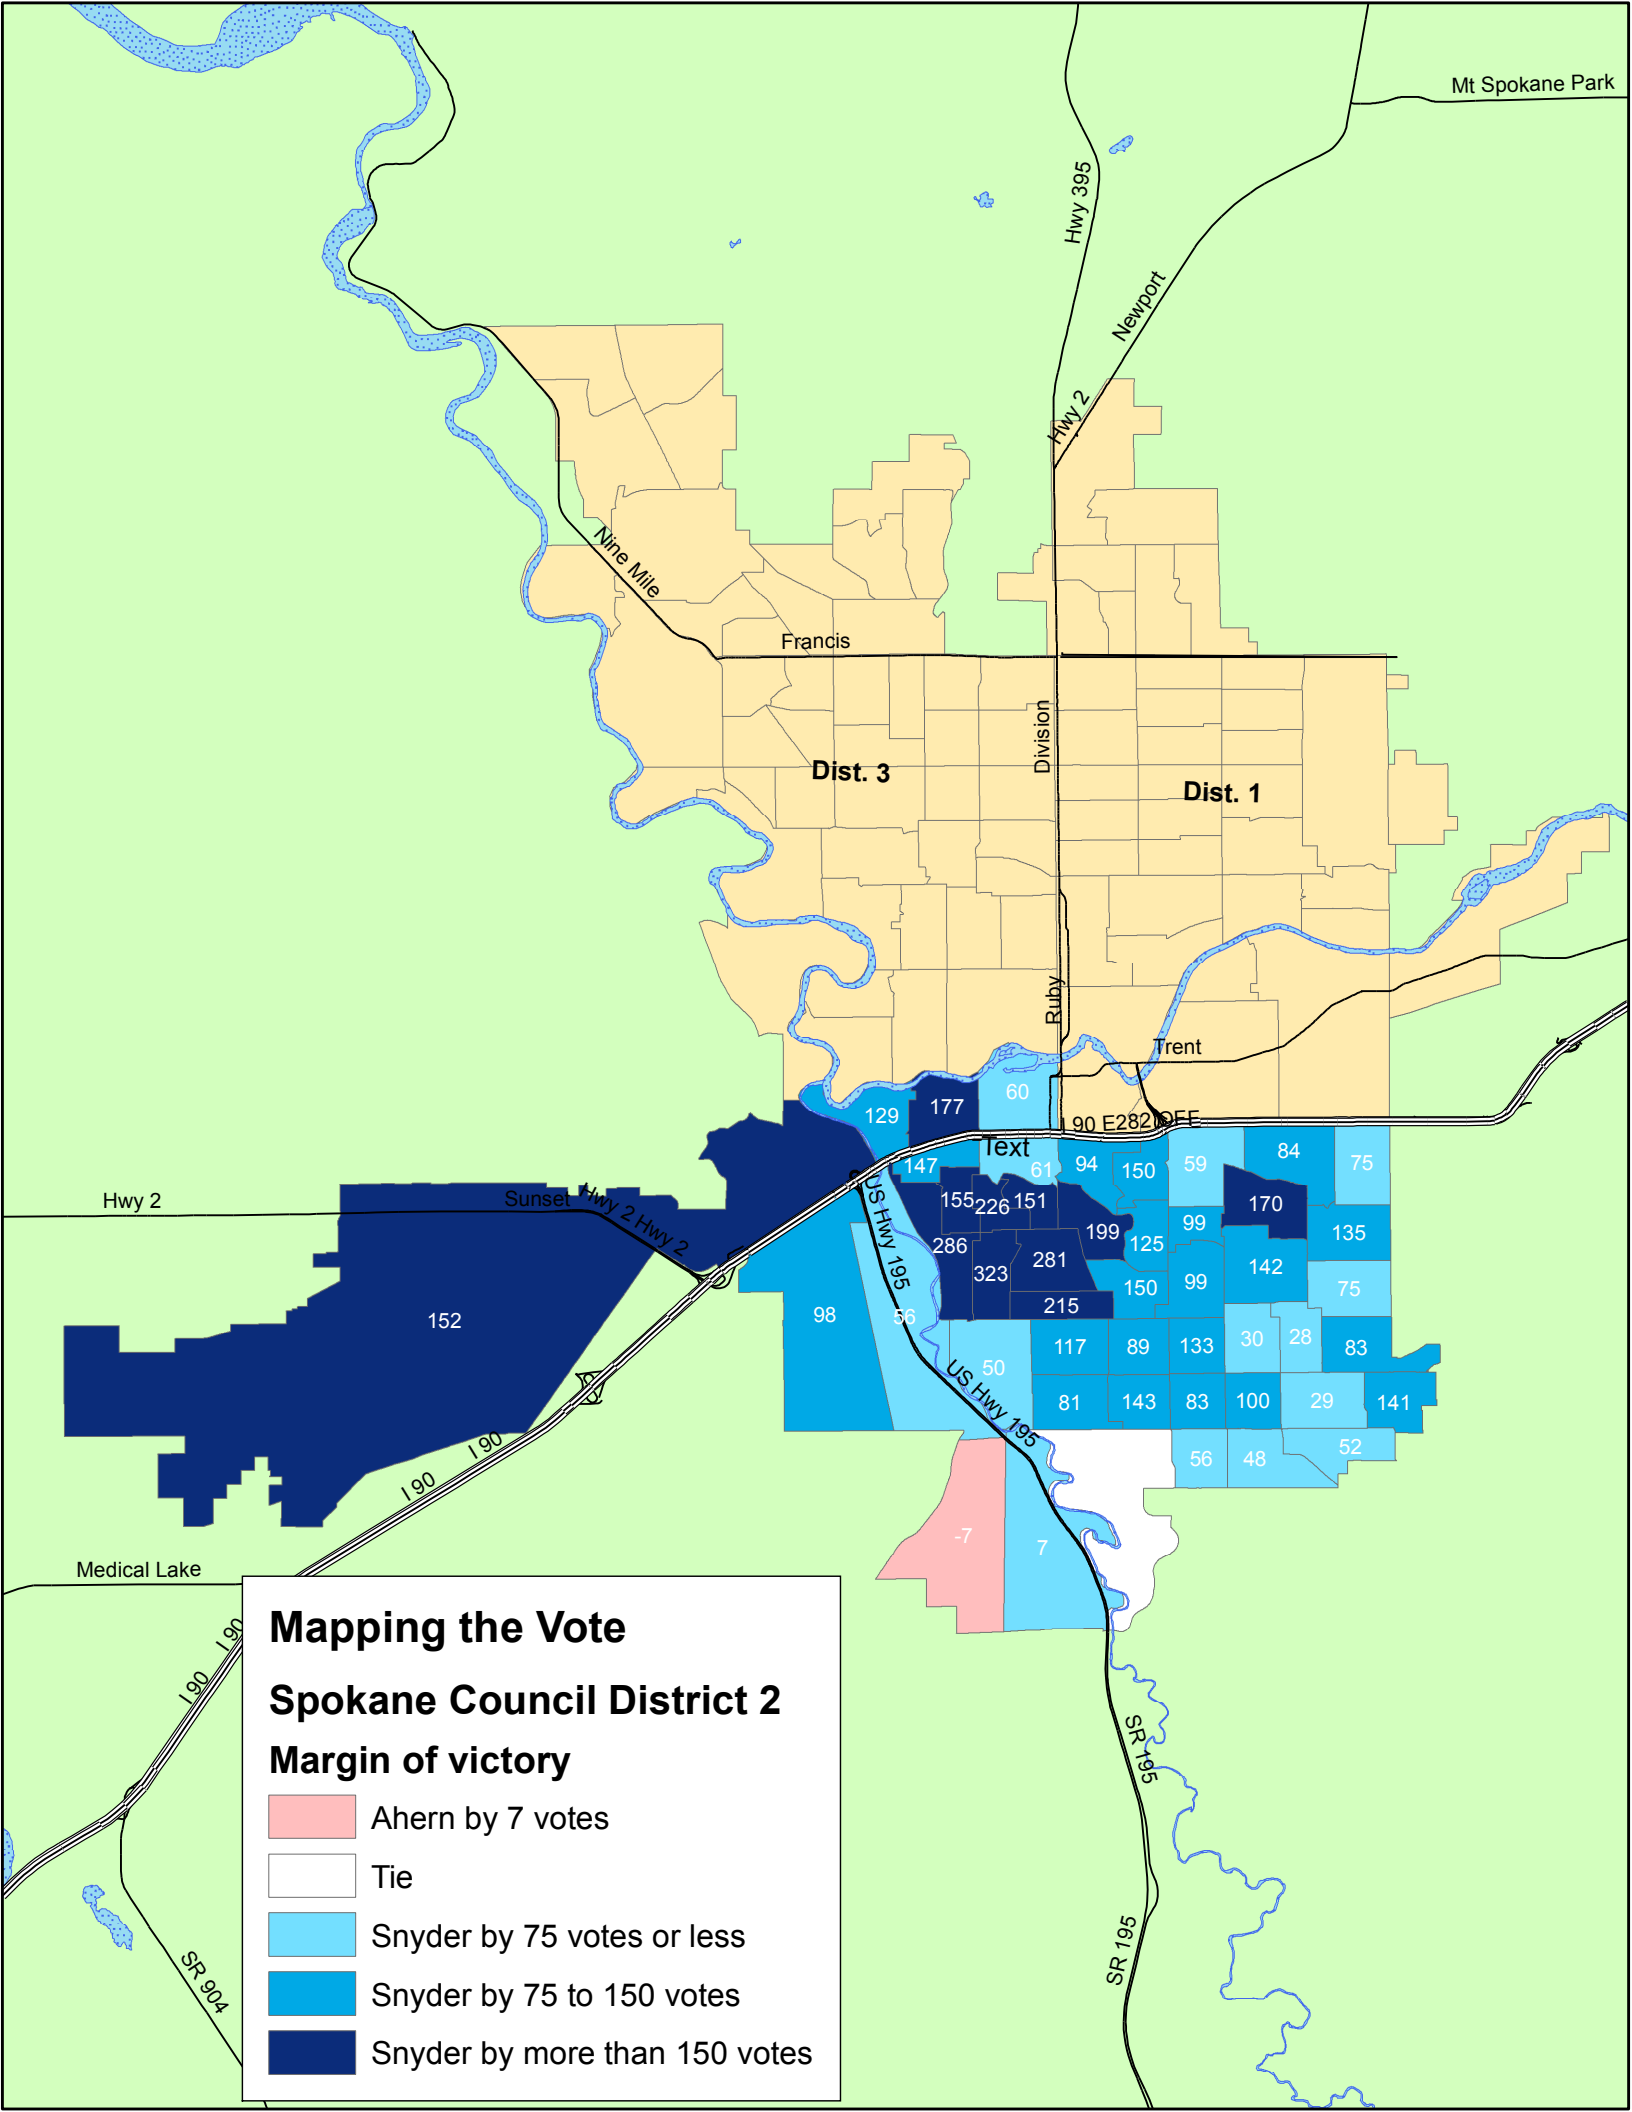 Mt Spokane Park
Hwy 395
Newport
Hwy 2
Nine Mile
Francis
Division
Dist. 3
Dist. 1
Ruby
Trent
60
177
129
I 90 E282 OFF
Text
61
94
150
59
84
75
147
155
226
151
170
199
99
135
125
286
281
142
323
150
99
75
215
Hwy 2
Sunset
Hwy 2
Hwy 2
US Hwy 195
152
98
56
50
117
89
133
30
28
83
US Hwy 195
81
143
83
100
29
141
56
48
52
I 90
I 90
-7
7
Medical Lake
I 90
I 90
SR 195
SR 195
SR 904
Mapping the Vote
Spokane Council District 2
Margin of victory
Ahern by 7 votes
Tie
Snyder by 75 votes or less
Snyder by 75 to 150 votes
Snyder by more than 150 votes